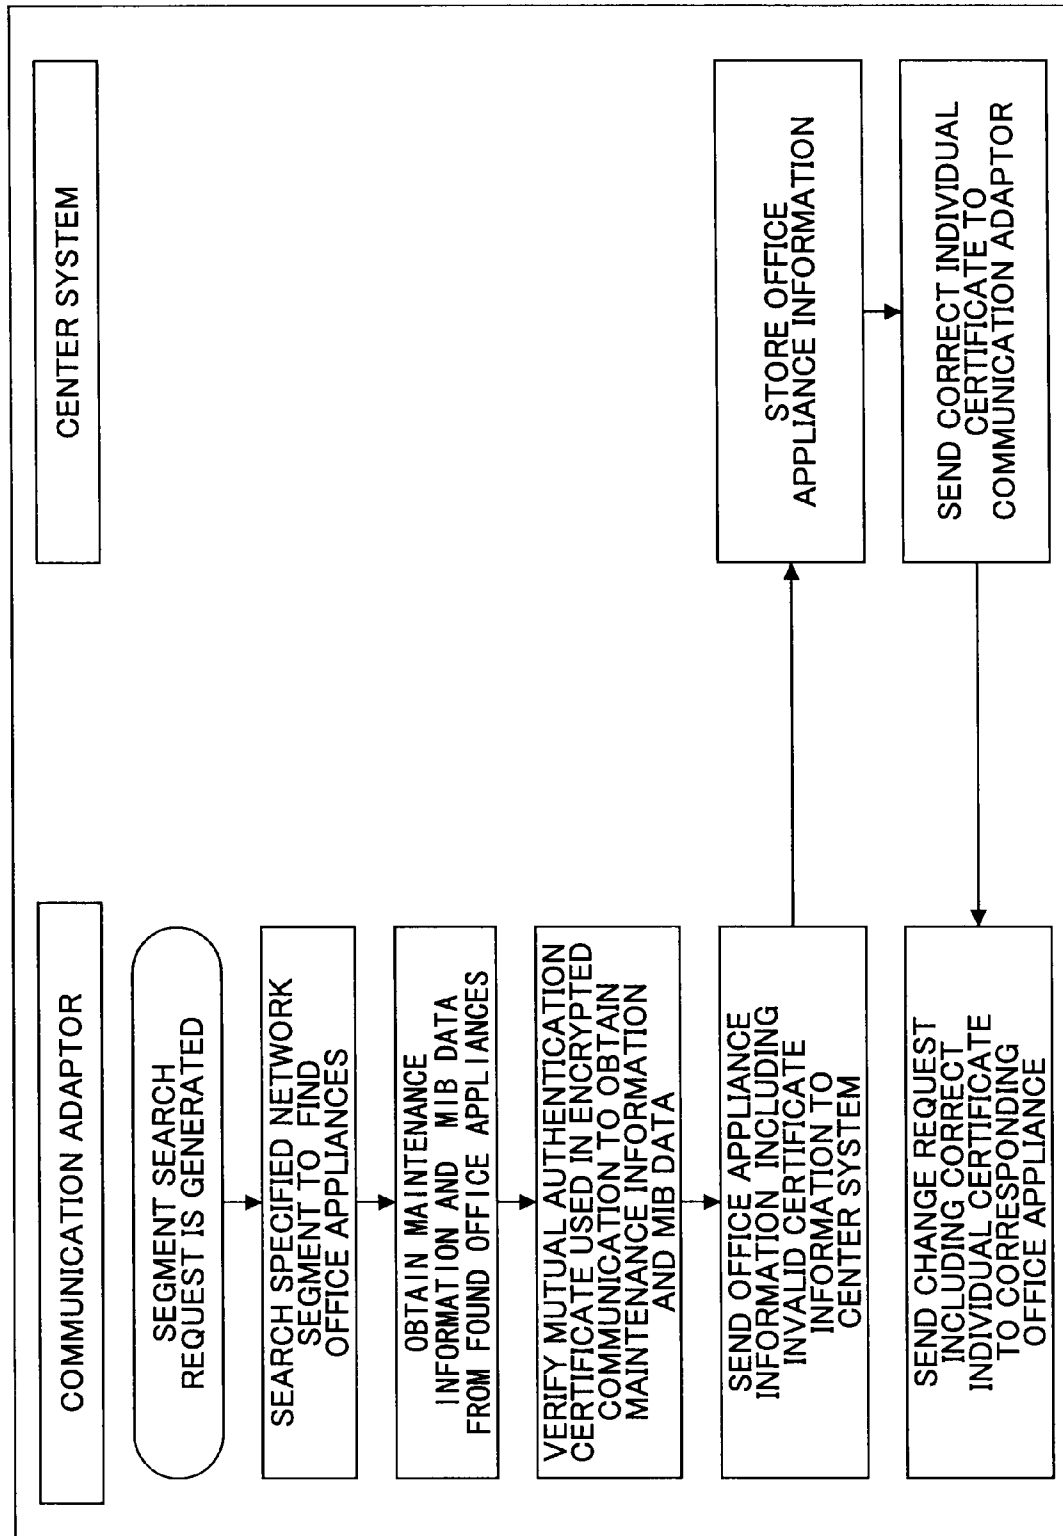 COMMUNICATION ADAPTOR
CENTER SYSTEM
SEGMENT SEARCH
REQUEST IS GENERATED
SEARCH SPECIFIED NETWORK
SEGMENT TO FIND
OFFICE APPLIANCES
OBTAIN MAINTENANCE
INFORMATION AND MIB DATA
FROM FOUND OFFICE APPLIANCES
VERIFY MUTUAL AUTHENTICATION
CERTIFICATE USED IN ENCRYPTED
COMMUNICATION TO OBTAIN
MAINTENANCE INFORMATION
AND MIB DATA
SEND OFFICE APPLIANCE
INFORMATION INCLUDING
INVALID CERTIFICATE
INFORMATION TO
CENTER SYSTEM
STORE OFFICE
APPLIANCE INFORMATION
SEND CORRECT INDIVIDUAL
CERTIFICATE TO
COMMUNICATION ADAPTOR
SEND CHANGE REQUEST
INCLUDING CORRECT
INDIVIDUAL CERTIFICATE
TO CORRESPONDING
OFFICE APPLIANCE